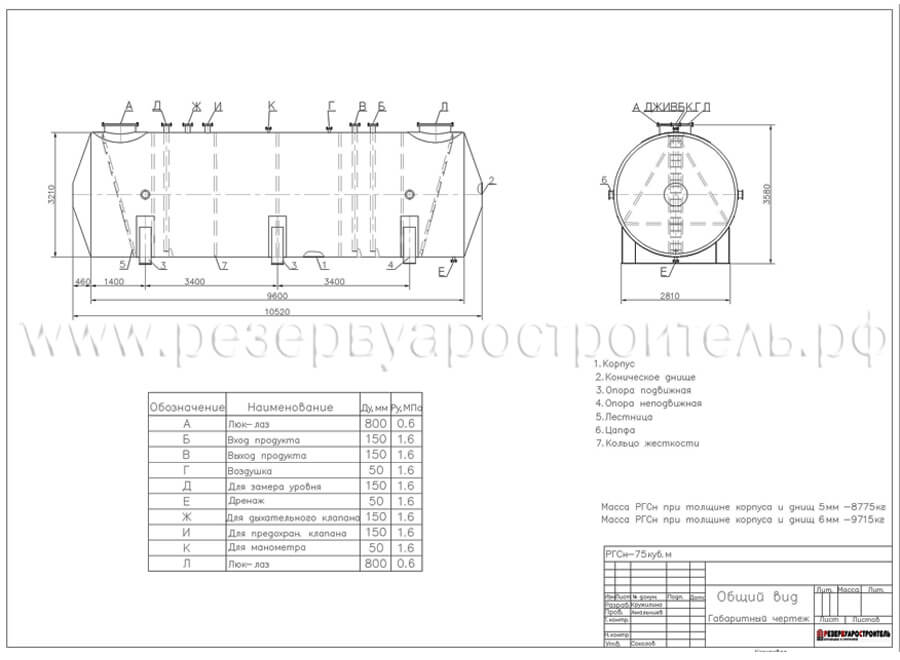 А Д Ж И К Г В Б Л
А ДЖИВБКГЛ
3210
2
6
3580
5 3 7 3 1 4 Е
Е
460 1400 3400 3400
9600
10520
2810
www.резервуаростроитель.рф
1.Корпус
2.Коническое днище
3.Опора подвижная
4.Опора неподвижная
5.Лестница
6.Цапфа
7.Кольцо жесткости
Обозначение Наименование Ду,мм Ру,МПа
А Люк-лаз 800 0.6
Б Вход продукта 150 1.6
В Выход продукта 150 1.6
Г Воздушка 50 1.6
Д Для замера уровня 150 1.6
Е Дренаж 50 1.6
Ж Для дыхательного клапана 150 1.6
И Для предохран. клапана 150 1.6
К Для манометра 50 1.6
Л Люк-лаз 800 0.6
Масса РГСн при толщине корпуса и днищ 5мм -8775кг
Масса РГСн при толщине корпуса и днищ 6мм -9715кг
РГСн-75куб.м
Изм Лист № докум. Подп. Дата
Разраб. Кружилина
Пров. Амальчиев
Т.контр.
Н.контр.
Утв. Соколов
Общий вид
Габаритный чертеж
Лит. Масса Лит.
Лист Листов
РЕЗЕРВУАРОСТРОИТЕЛЬ